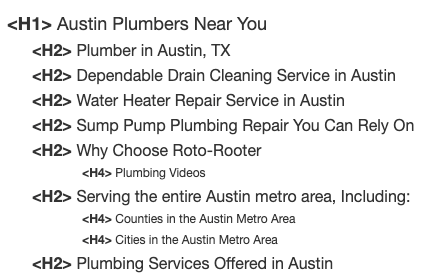 <H1> Austin Plumbers Near You
<H2> Plumber in Austin, TX
<H2> Dependable Drain Cleaning Service in Austin
<H2> Water Heater Repair Service in Austin
<H2> Sump Pump Plumbing Repair You Can Rely On
<H2> Why Choose Roto-Rooter
<H4> Plumbing Videos
<H2> Serving the entire Austin metro area, Including:
<H4> Counties in the Austin Metro Area
<H4> Cities in the Austin Metro Area
<H2> Plumbing Services Offered in Austin